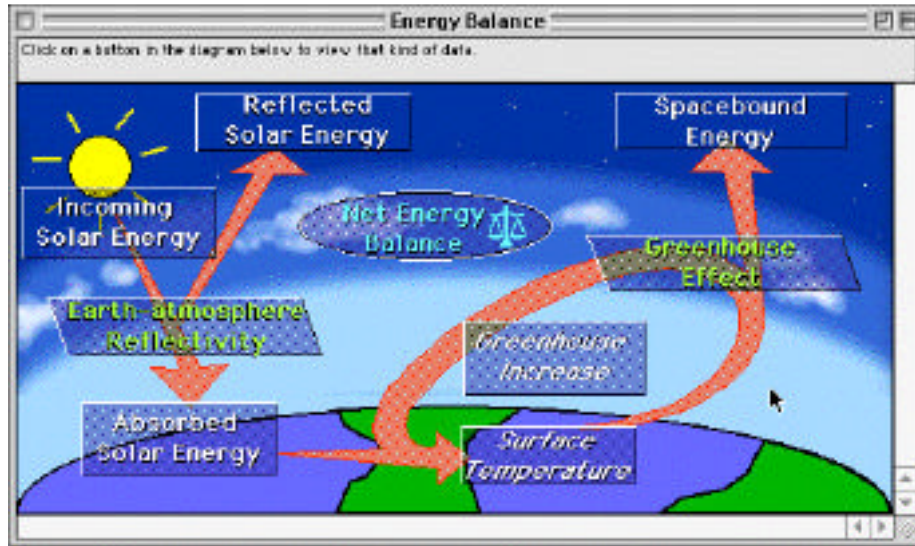 Energy Balance
Click on a button in the diagram below to view that kind of data.
Reflected
Solar Energy
Spacebound
Energy
Incoming
Solar Energy
Net Energy
Balance
Greenhouse
Effect
Earth-atmosphere
Reflectivity
Greenhouse
Increase
Absorbed
Solar Energy
Surface
Temperature